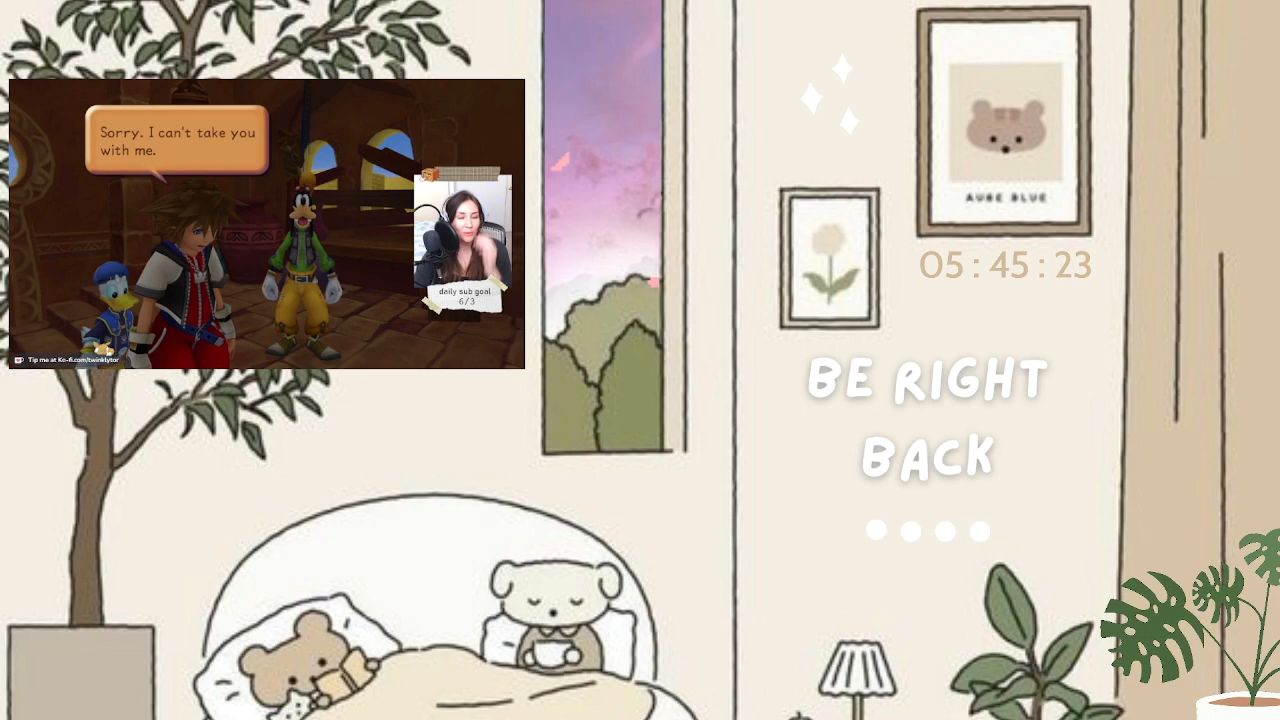 Sorry. I can't take you
with me.
daily sub goal
6/3
Tip me at Ko-fi.com/twinklytor
AUBE BLUE
05:45:23
BE RIGHT
BACK